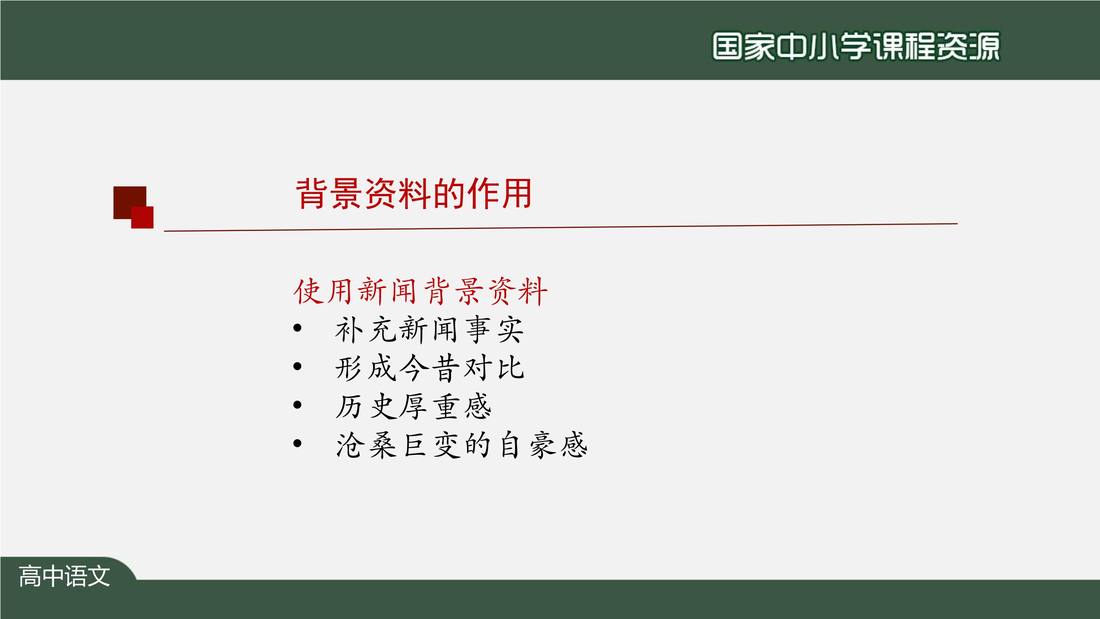 国家中小学课程资源
背景资料的作用
使用新闻背景资料
• 补充新闻事实
• 形成今昔对比
• 历史厚重感
• 沧桑巨变的自豪感
高中语文